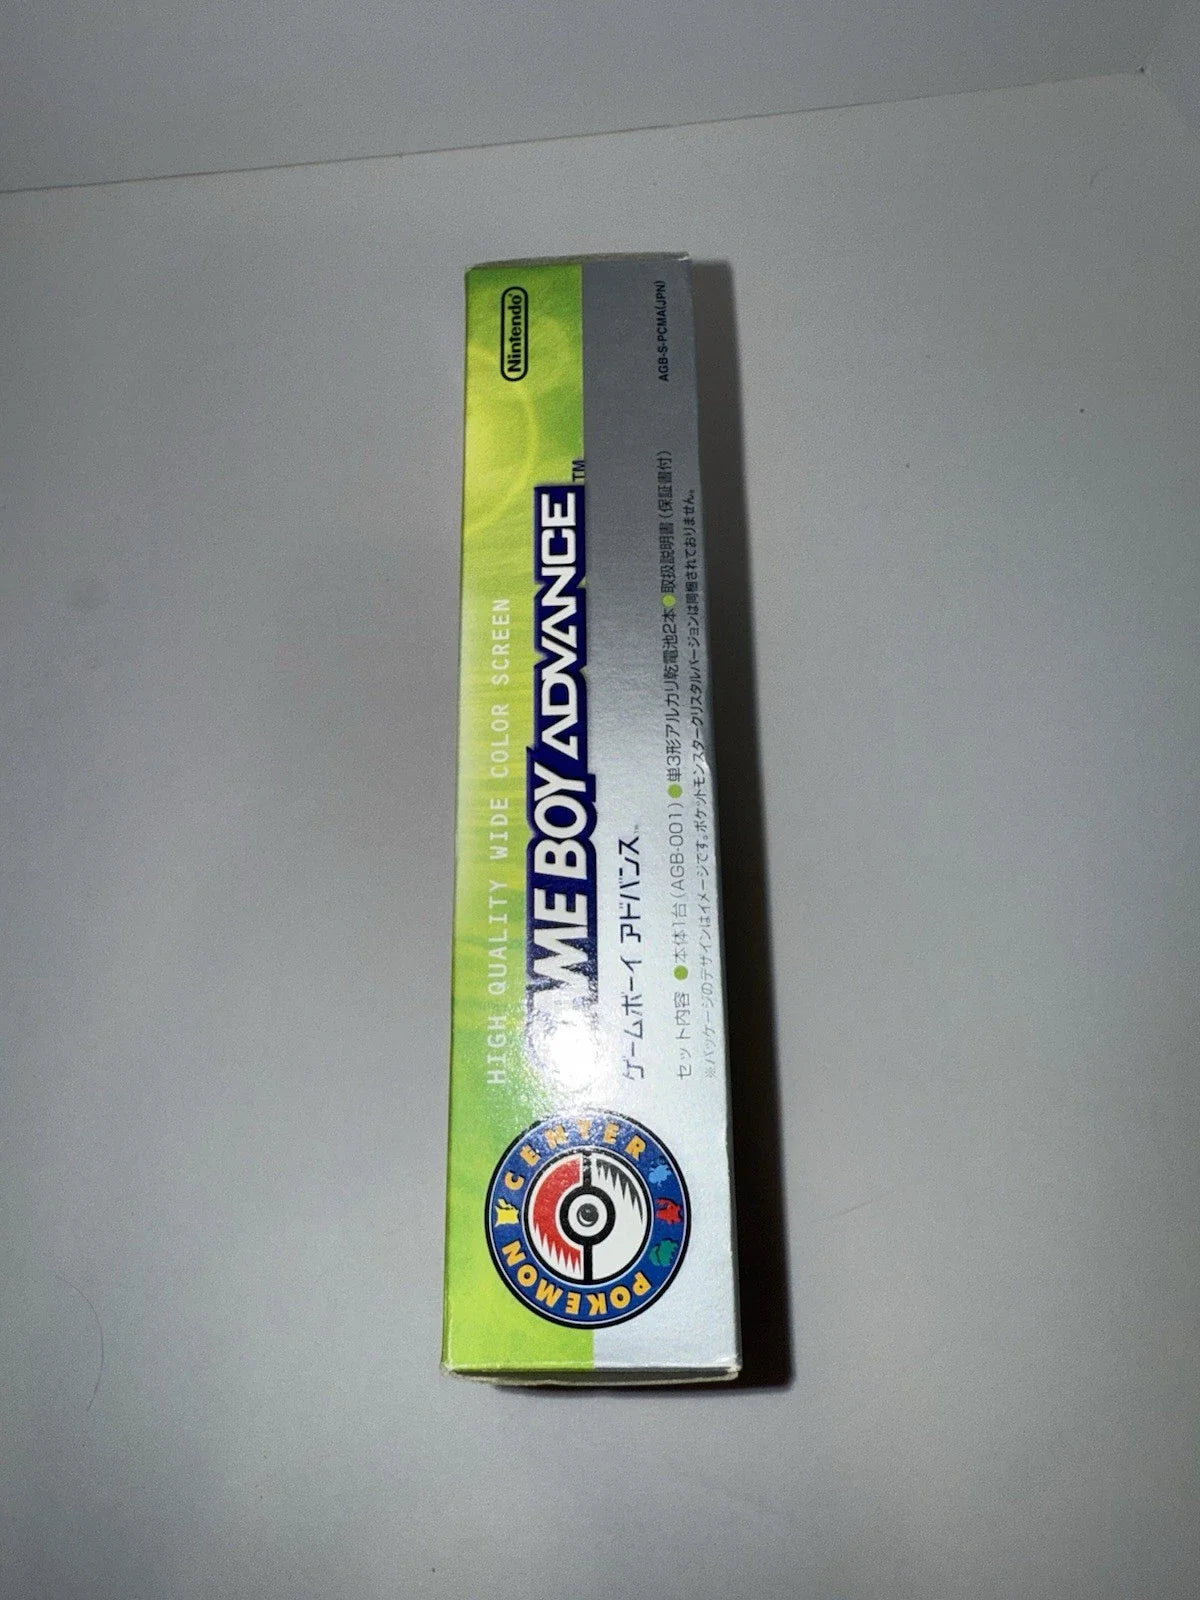 Nintendo®
HIGH QUALITY WIDE COLOR SCREEN
GAME BOY ADVANCE™
ゲームボーイ アドバンス™
AGB-S-PCMA(JPN)
セット内容 ●本体1台(AGB-001) ●単3形アルカリ乾電池2本 ●取扱説明書(保証書付)
※パッケージのデザインはイメージです。ポケットモンスタークリスタルバージョンは同梱されておりません。
POKéMON CENTER